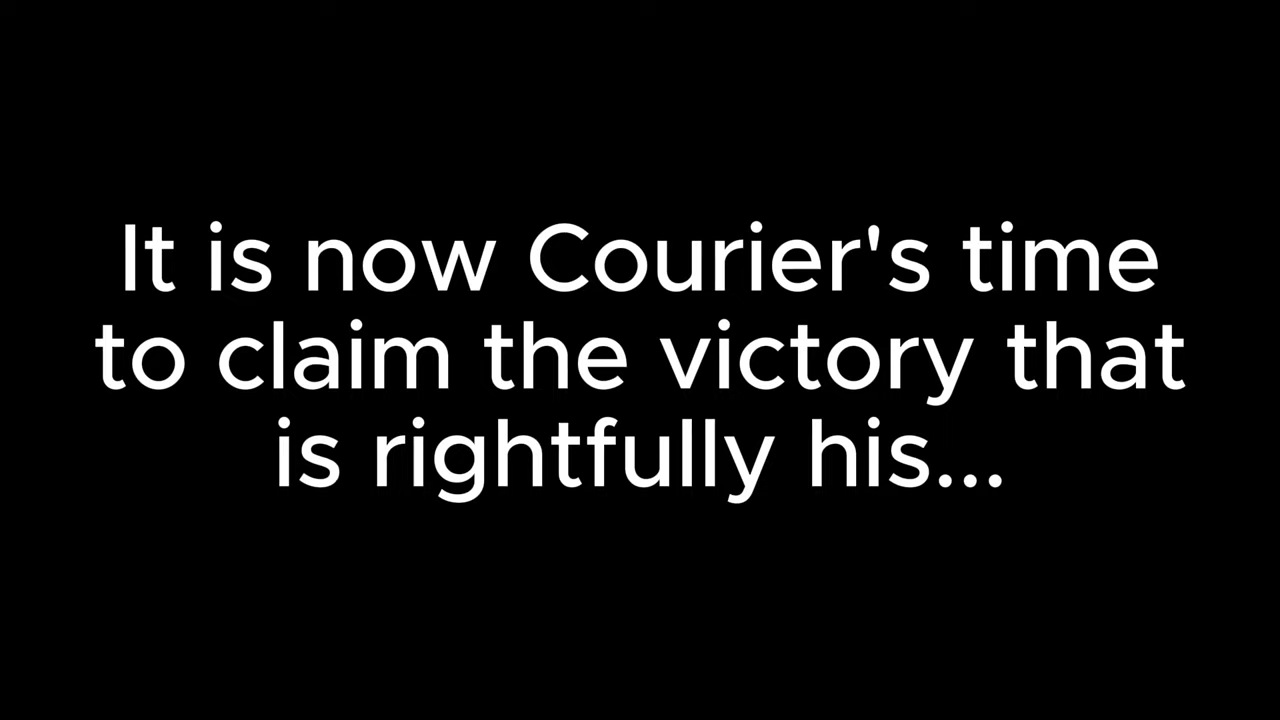 It is now Courier's time
to claim the victory that
is rightfully his...